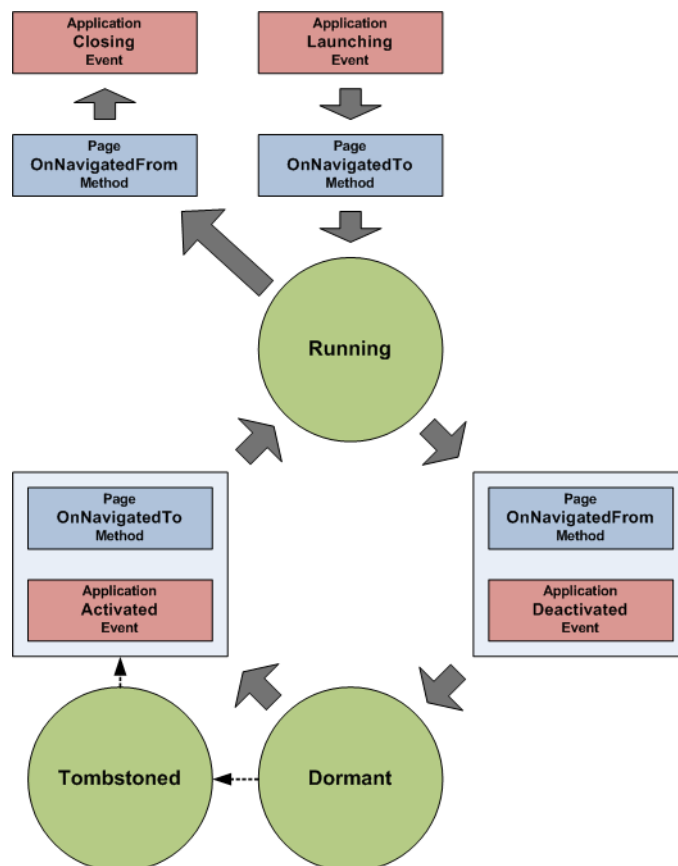 Application
Closing
Event
Application
Launching
Event
Page
OnNavigatedFrom
Method
Page
OnNavigatedTo
Method
Running
Page
OnNavigatedTo
Method
Application
Activated
Event
Page
OnNavigatedFrom
Method
Application
Deactivated
Event
Tombstoned
Dormant